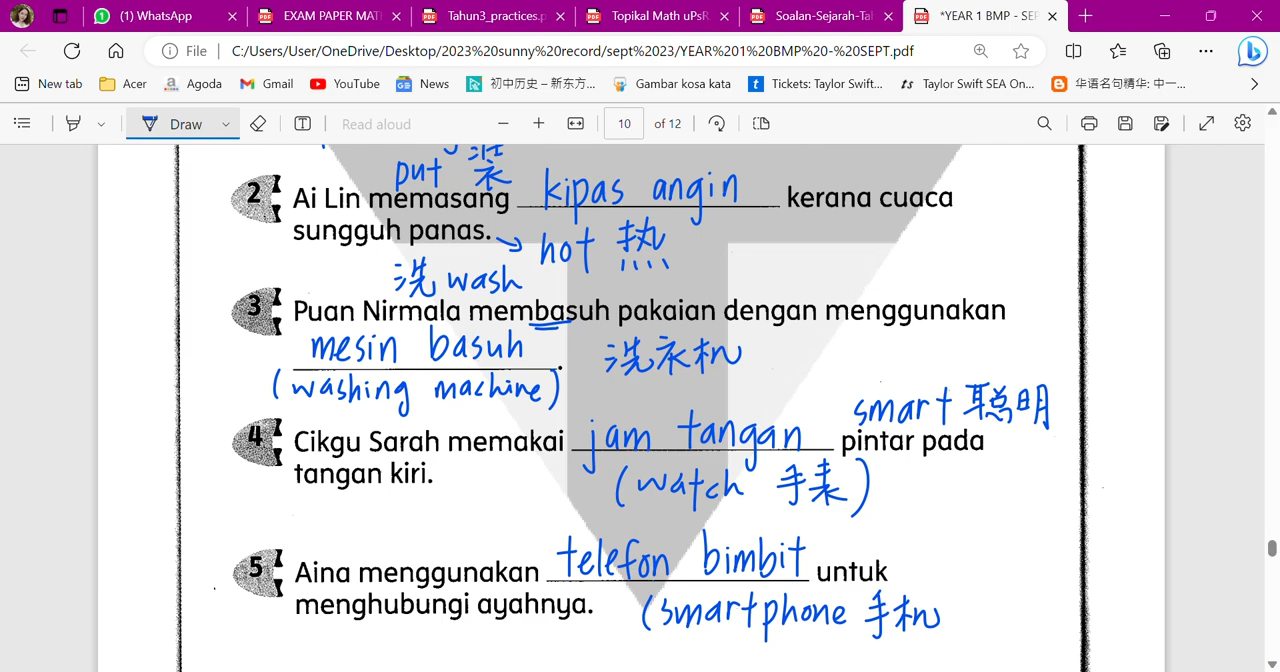 (1) WhatsApp
EXAM PAPER MAT
Tahun3_practices.p
Topikal Math uPsR
Soalan-Sejarah-Tah
*YEAR 1 BMP - SEP
File C:/Users/User/OneDrive/Desktop/2023%20sunny%20record/sept%202023/YEAR%201%20BMP%20-%20SEPT.pdf
New tab Acer Agoda Gmail YouTube News 初中历史 – 新东方... Gambar kosa kata Tickets: Taylor Swift... Taylor Swift SEA On... 华语名句精华: 中一...
Draw Read aloud 10 of 12
put
2 Ai Lin memasang kipas angin kerana cuaca
sungguh panas. hot 热
洗 wash
3 Puan Nirmala membasuh pakaian dengan menggunakan
mesin basuh. 洗衣机
(washing machine)
smart 聪明
4 Cikgu Sarah memakai jam tangan pintar pada
tangan kiri. (watch 手表)
5 Aina menggunakan telefon bimbit untuk
menghubungi ayahnya. (smartphone 手机